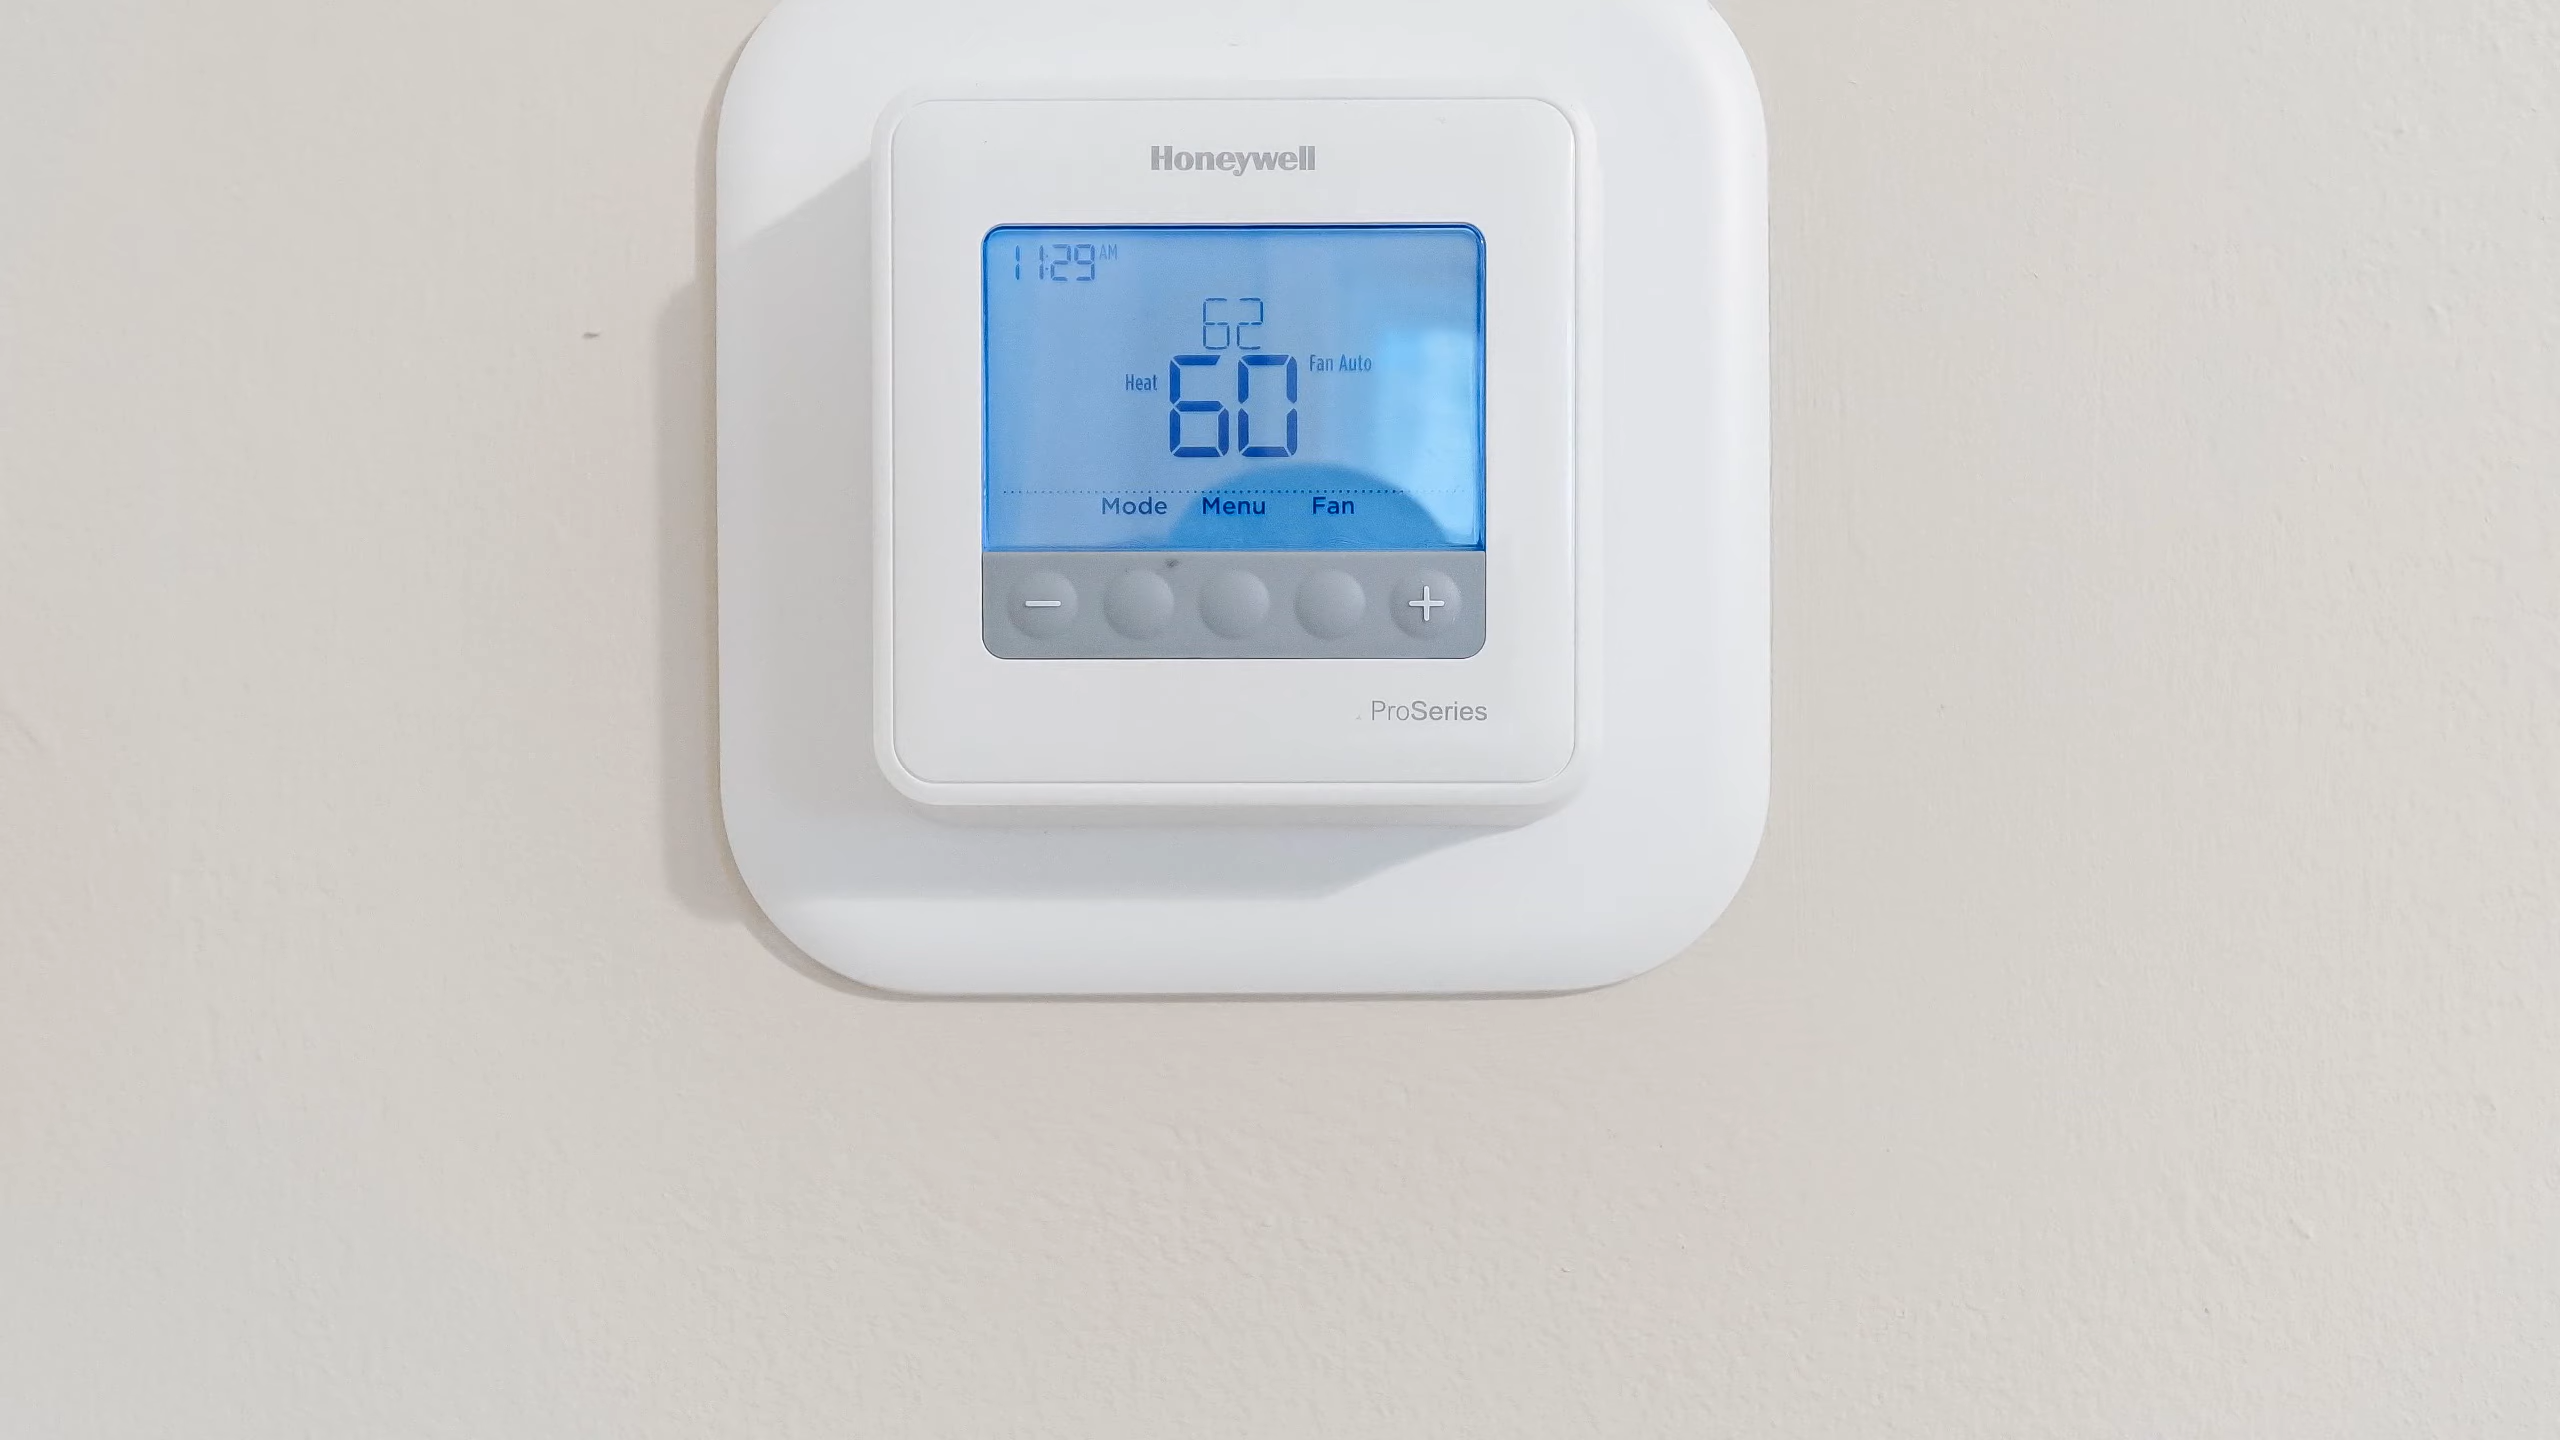 Honeywell
11:29 AM
62
Heat 60 Fan Auto
Mode Menu Fan
− +
ProSeries